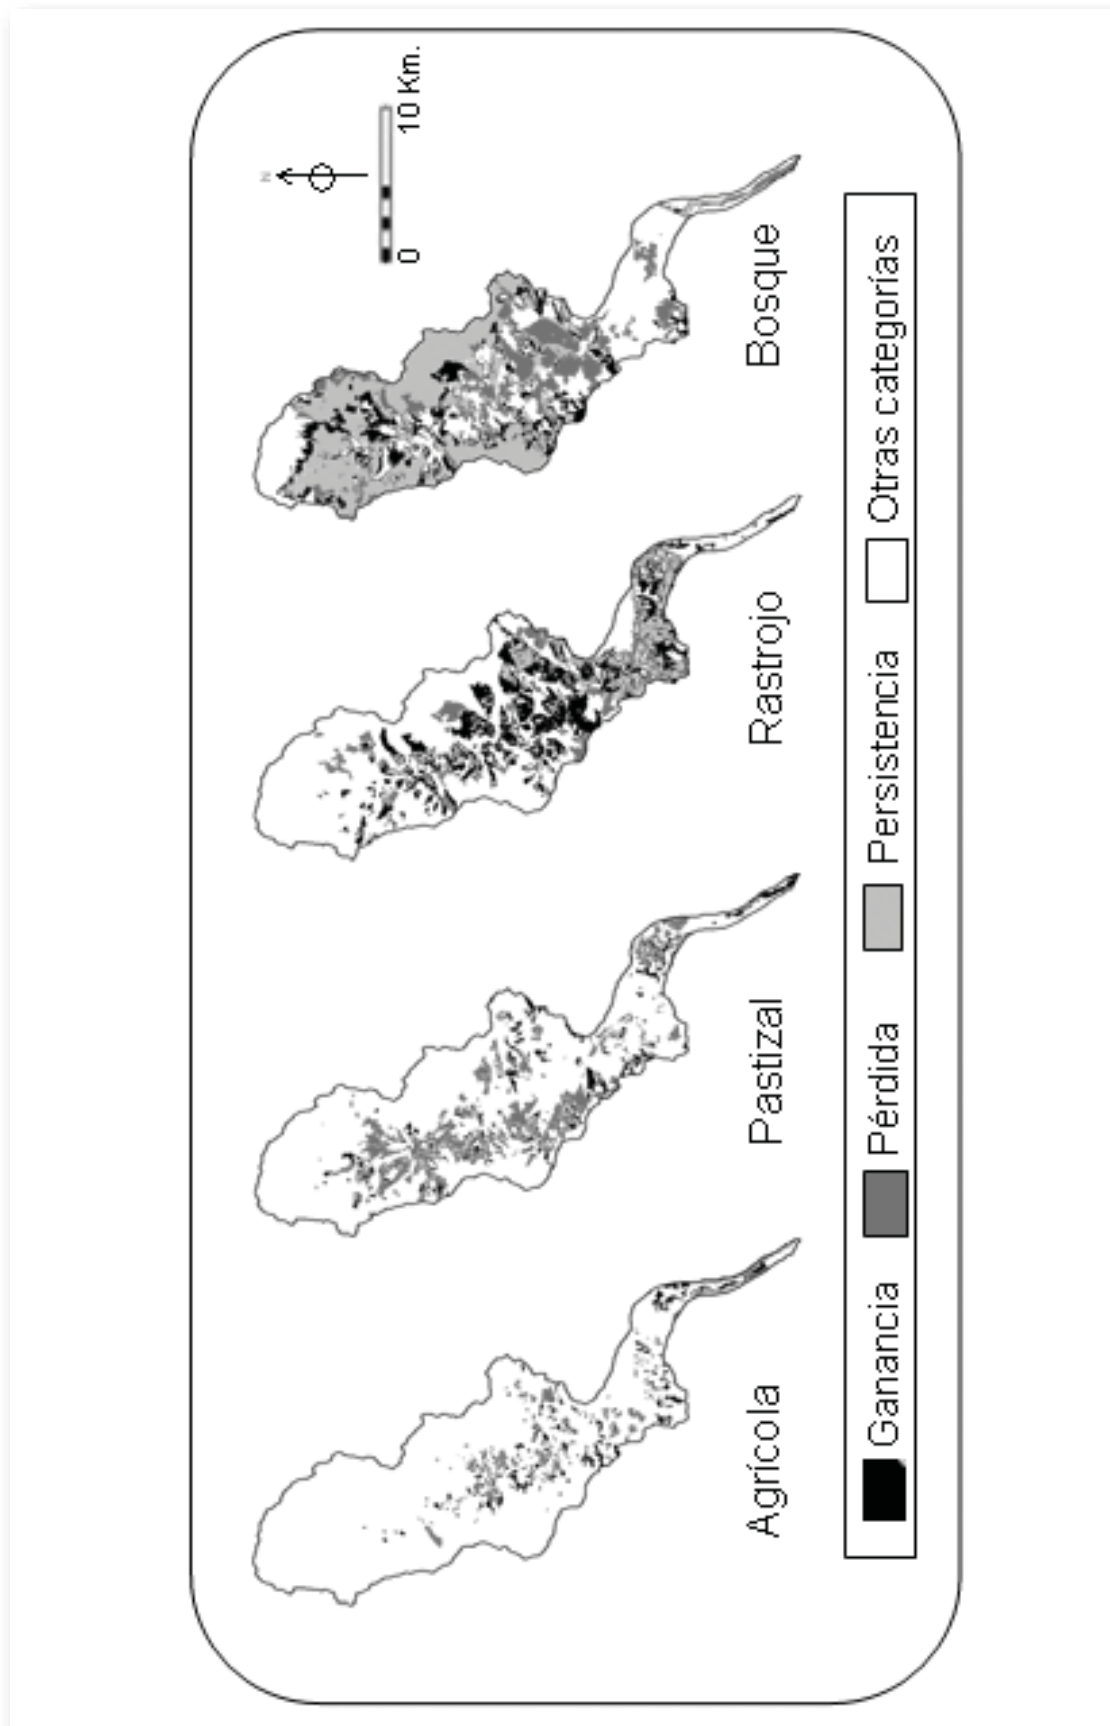 N
0 10 Km.
Agrícola Pastizal Rastrojo Bosque
Ganancia Pérdida Persistencia Otras categorías